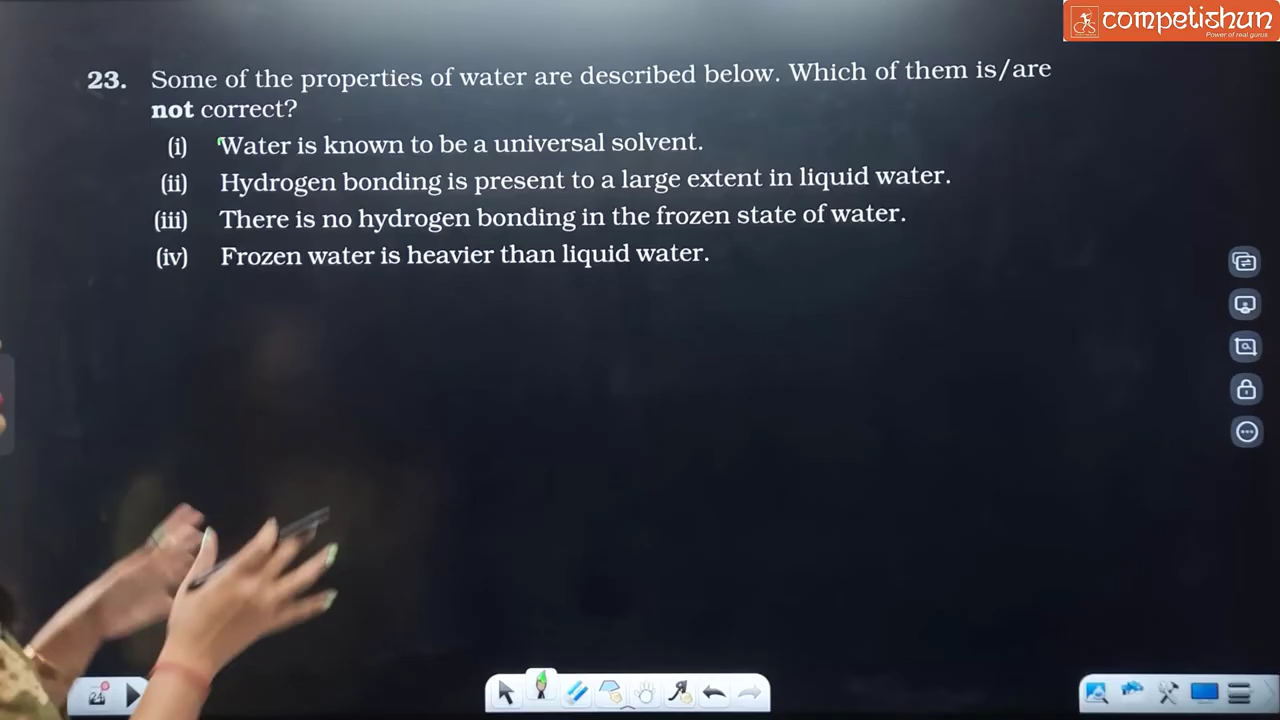 competishun
Power of real gurus
23. Some of the properties of water are described below. Which of them is/are
not correct?
(i) Water is known to be a universal solvent.
(ii) Hydrogen bonding is present to a large extent in liquid water.
(iii) There is no hydrogen bonding in the frozen state of water.
(iv) Frozen water is heavier than liquid water.
24